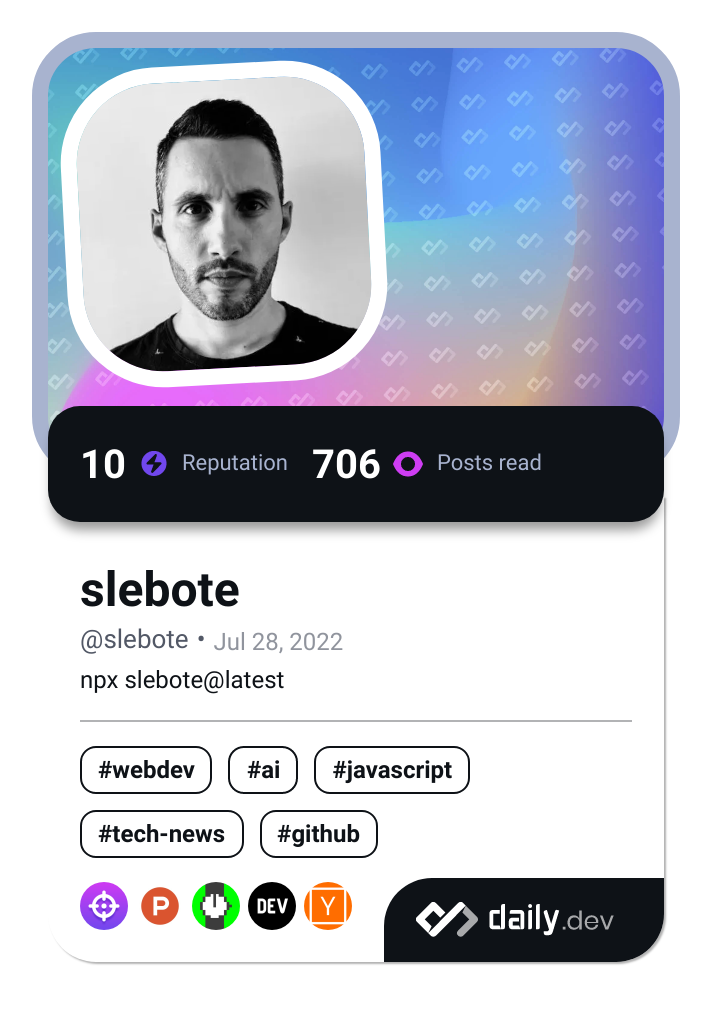 10 Reputation 706 Posts read
slebote
@slebote • Jul 28, 2022
npx slebote@latest
#webdev #ai #javascript
#tech-news #github
P DEV Y daily.dev